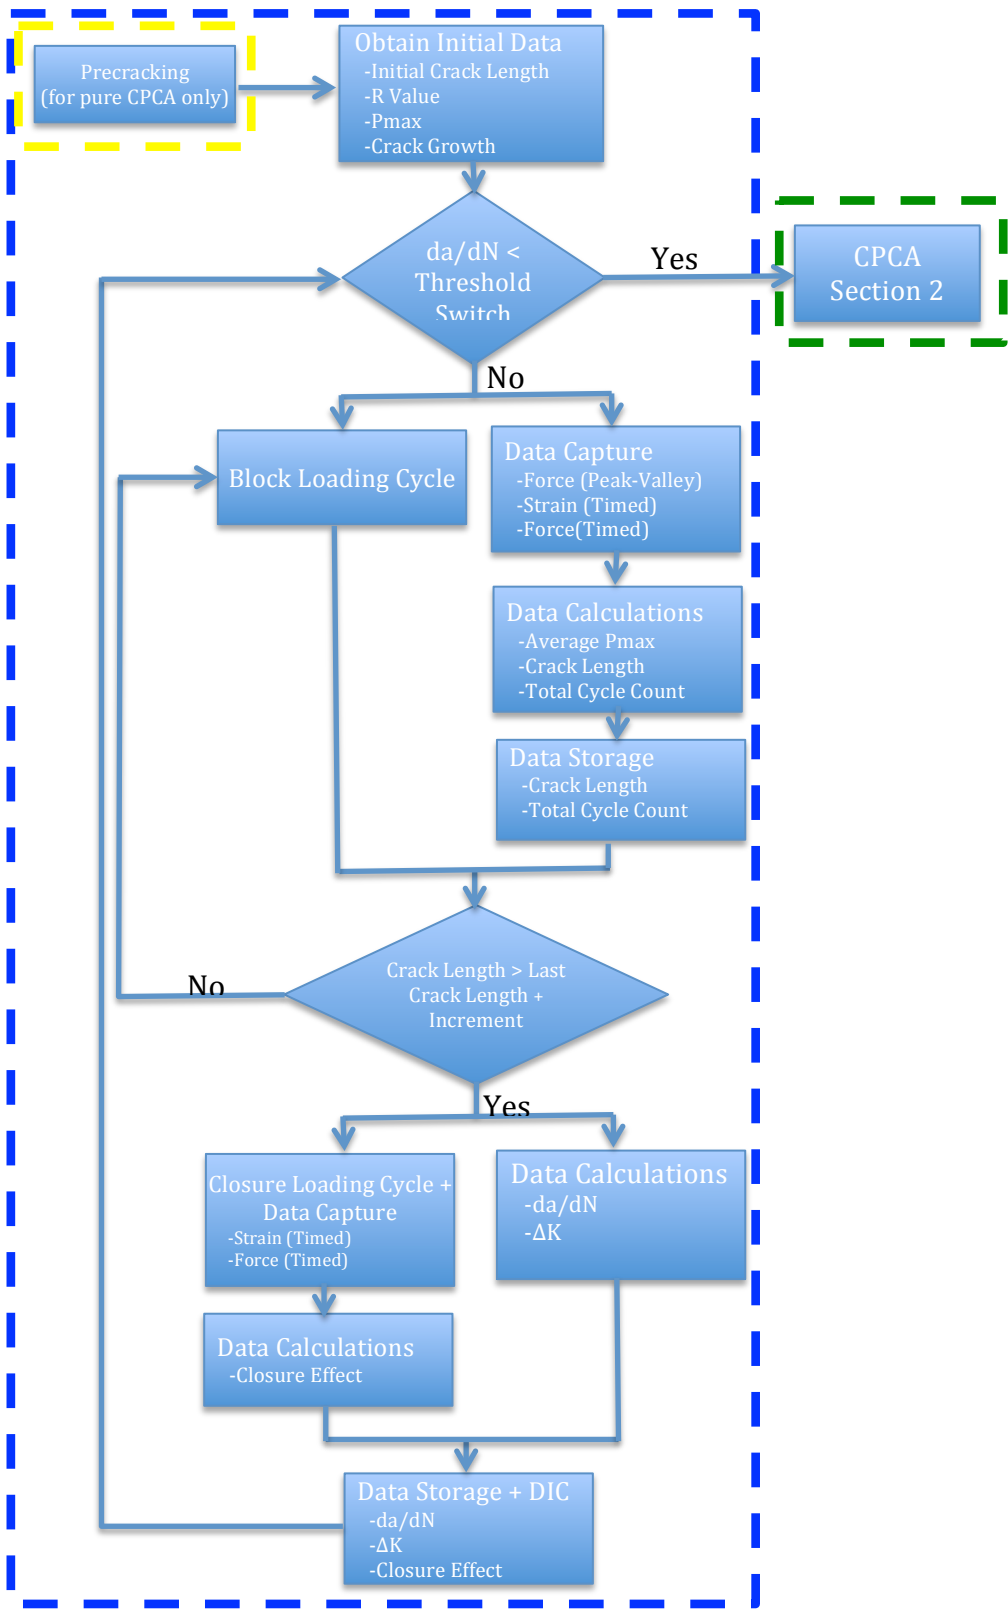 Precracking
(for pure CPCA only)
Obtain Initial Data
-Initial Crack Length
-R Value
-Pmax
-Crack Growth
da/dN <
Threshold
Switch
Yes
CPCA
Section 2
No
Block Loading Cycle
Data Capture
-Force (Peak-Valley)
-Strain (Timed)
-Force(Timed)
Data Calculations
-Average Pmax
-Crack Length
-Total Cycle Count
Data Storage
-Crack Length
-Total Cycle Count
Crack Length > Last
Crack Length +
Increment
No
Yes
Closure Loading Cycle +
Data Capture
-Strain (Timed)
-Force (Timed)
Data Calculations
-da/dN
-ΔK
Data Calculations
-Closure Effect
Data Storage + DIC
-da/dN
-ΔK
-Closure Effect